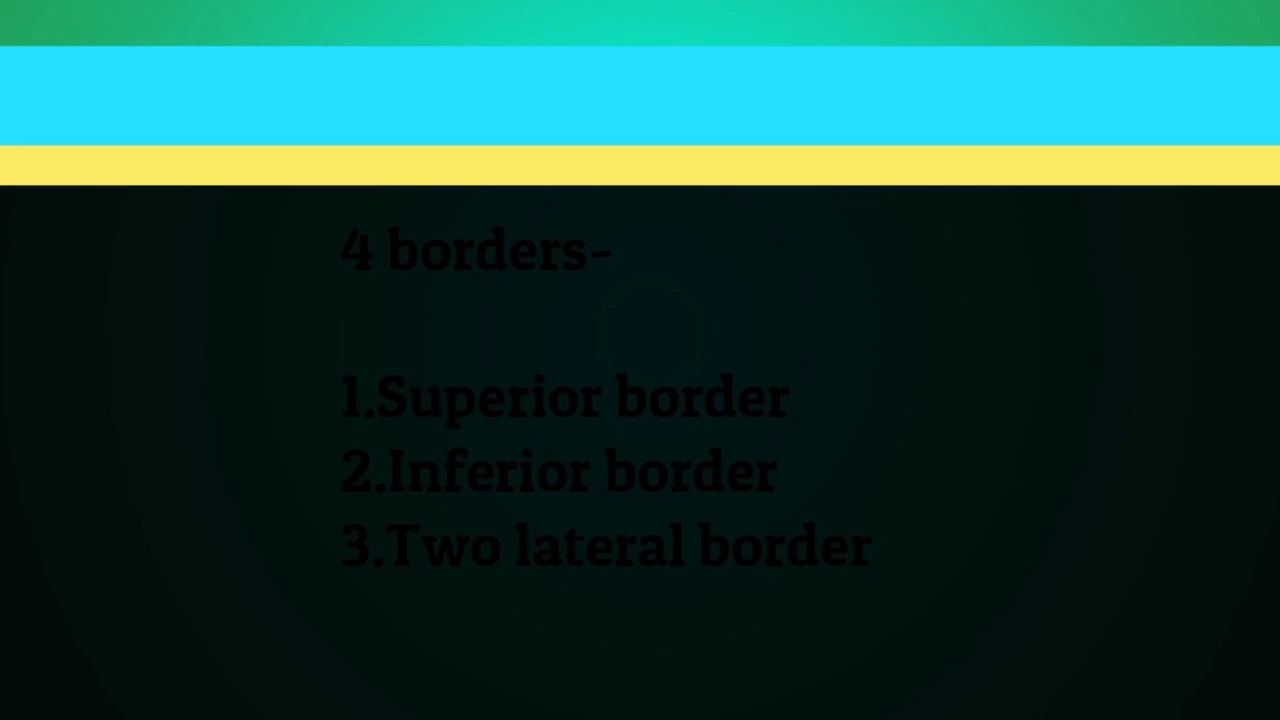 4 borders-
1.Superior border
2.Inferior border
3.Two lateral border